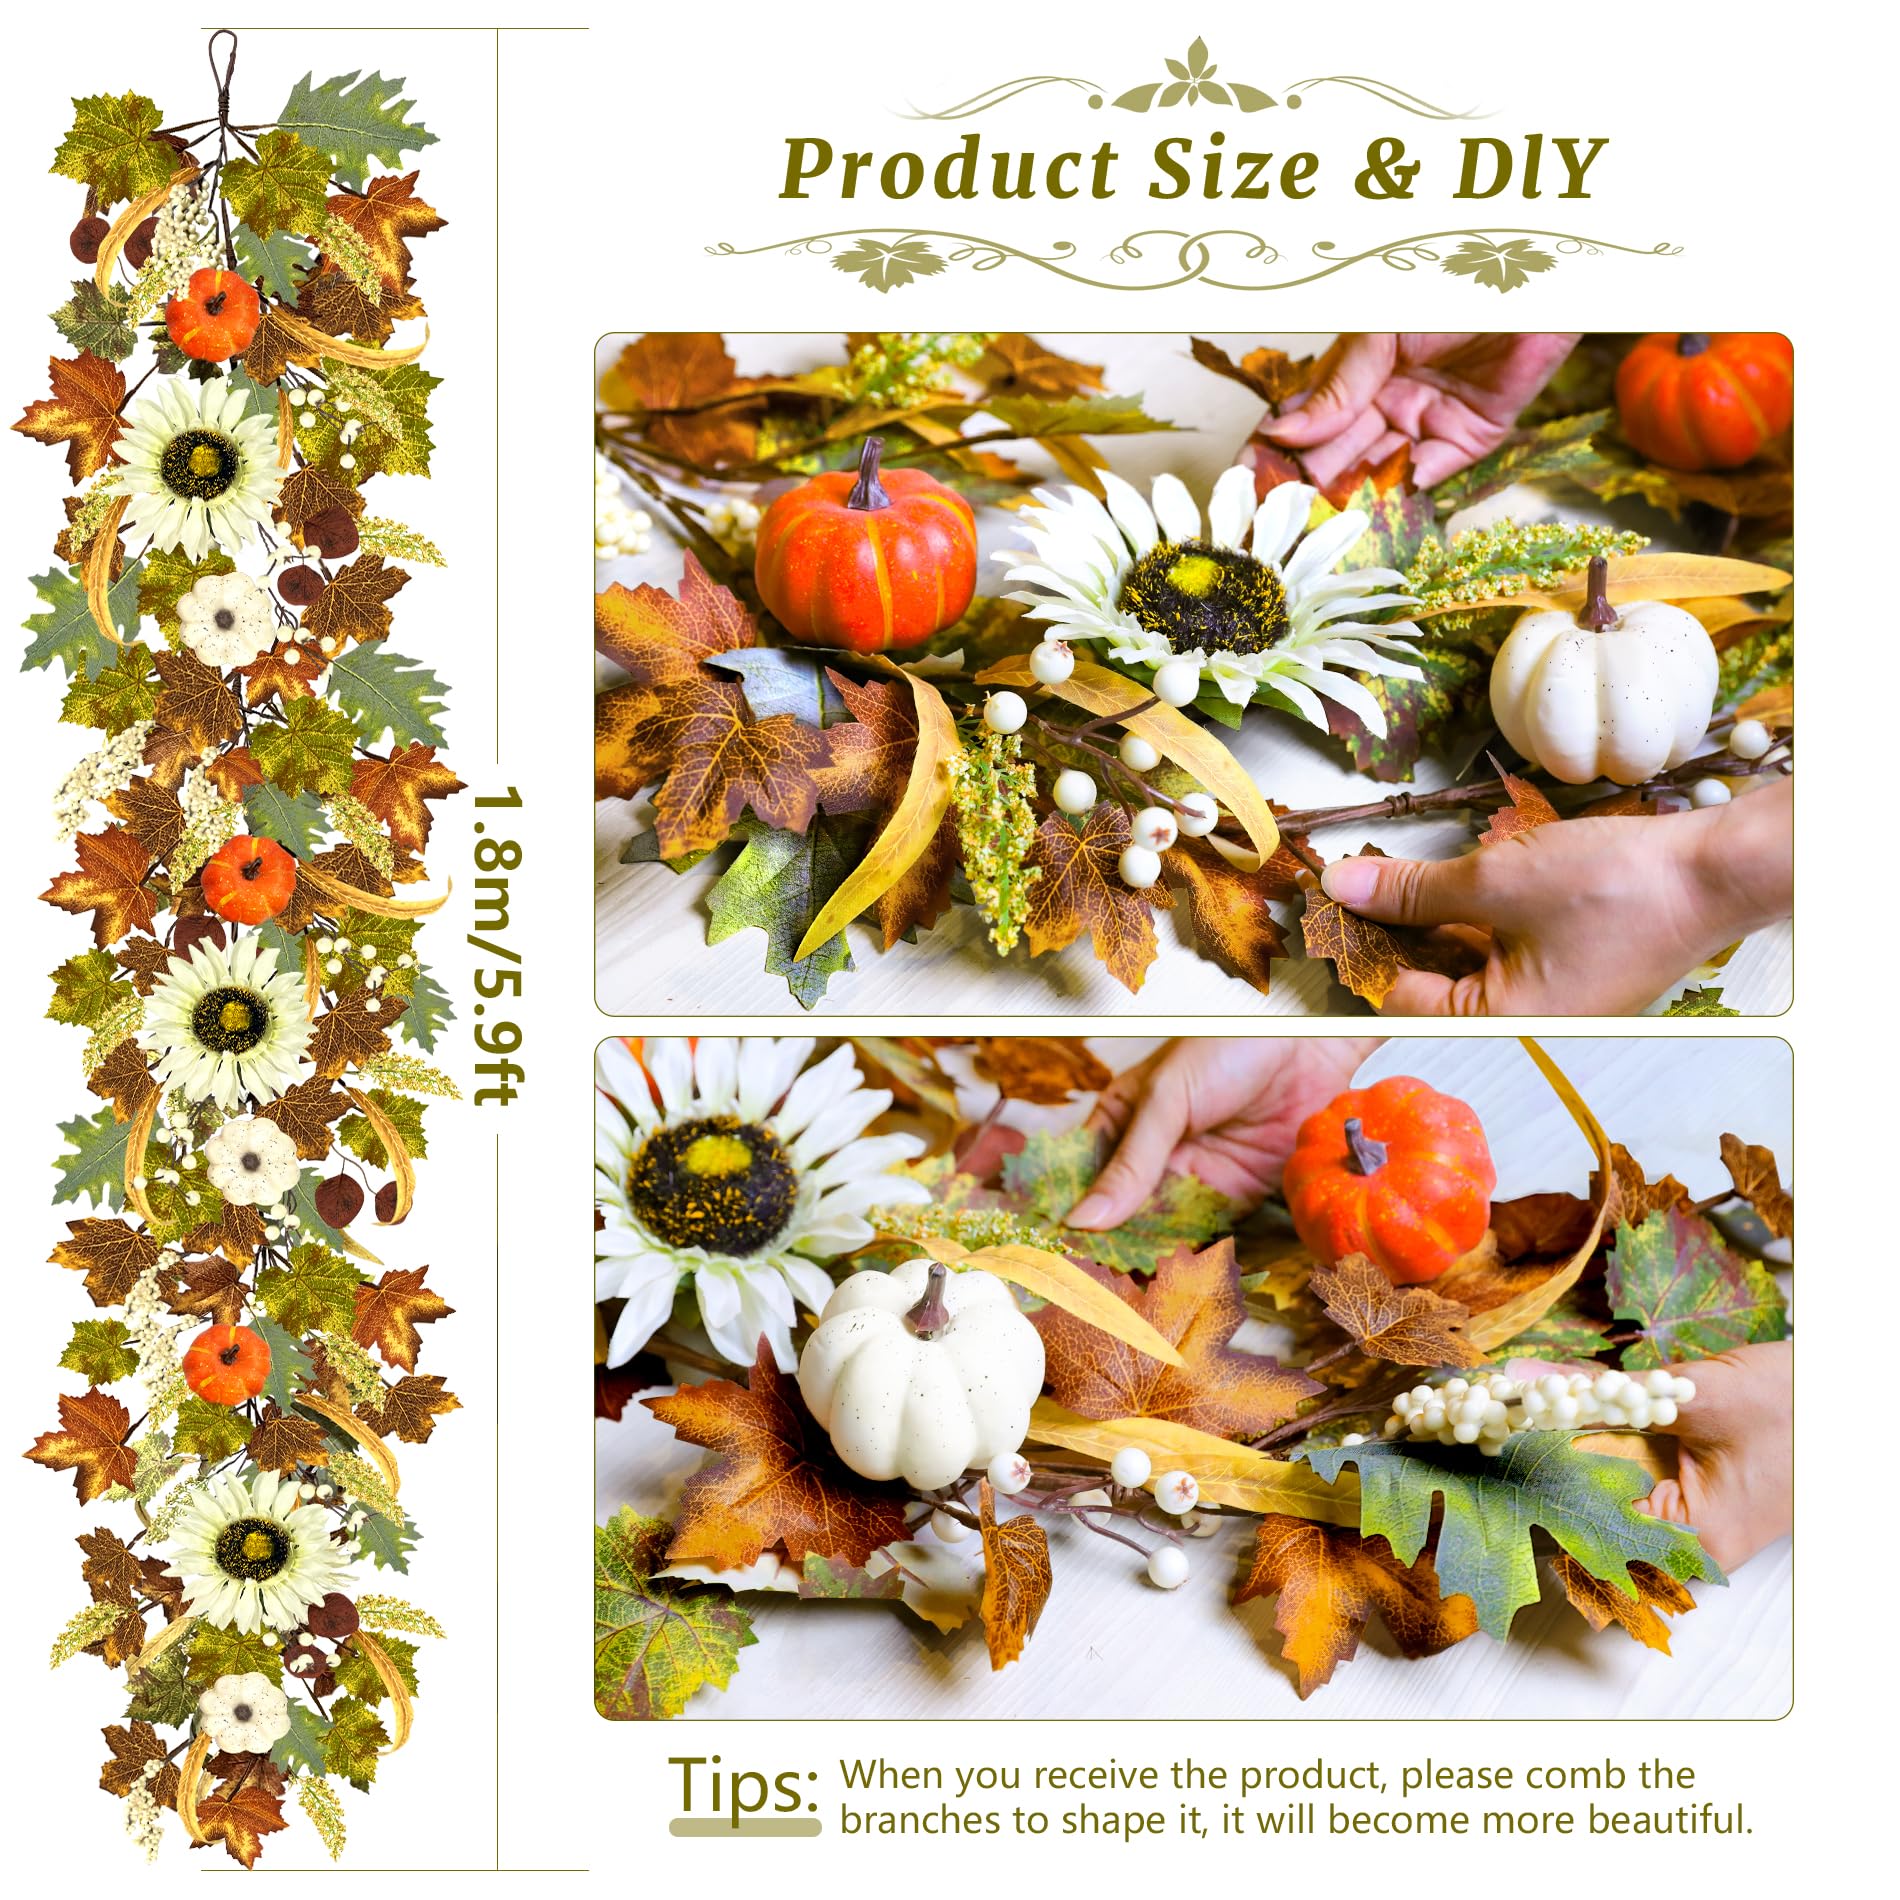 Product Size & DlY
1.8m/5.9ft
Tips: When you receive the product, please comb the
branches to shape it, it will become more beautiful.